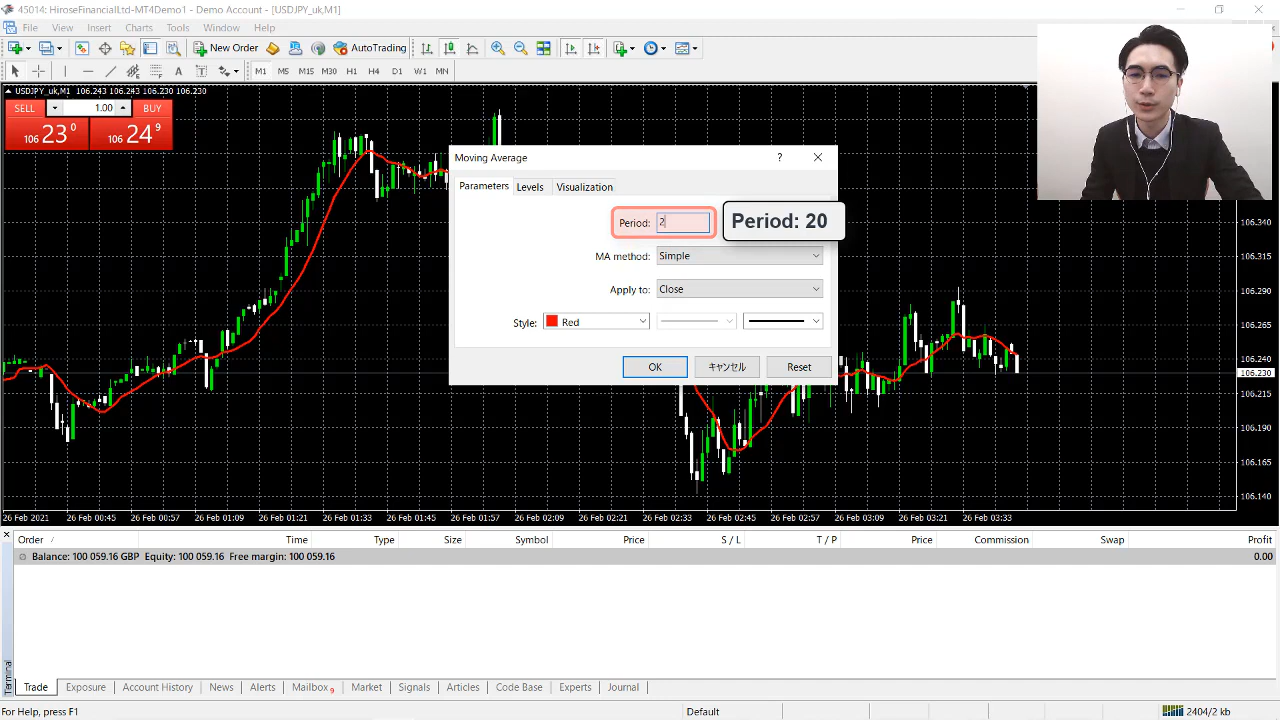 45014: HiroseFinancialLtd-MT4Demo1 - Demo Account - [USDJPY_uk,M1]
File View Insert Charts Tools Window Help
New Order AutoTrading
A T M1 M5 M15 M30 H1 H4 D1 W1 MN
USDJPY_uk,M1 106.243 106.243 106.230 106.230
SELL 1.00 BUY
106 23 0 106 24 9
Moving Average
Parameters Levels Visualization
Period: 2
Period: 20
MA method: Simple
Apply to: Close
Style: Red
OK キャンセル Reset
106.340
106.315
106.290
106.265
106.240
106.230
106.215
106.190
106.165
106.140
26 Feb 2021 26 Feb 00:45 26 Feb 00:57 26 Feb 01:09 26 Feb 01:21 26 Feb 01:33 26 Feb 01:45 26 Feb 01:57 26 Feb 02:09 26 Feb 02:21 26 Feb 02:33 26 Feb 02:45 26 Feb 02:57 26 Feb 03:09 26 Feb 03:21 26 Feb 03:33
Order / Time Type Size Symbol Price S / L T / P Price Commission Swap Profit
Balance: 100 059.16 GBP Equity: 100 059.16 Free margin: 100 059.16 0.00
Terminal
Trade Exposure Account History News Alerts Mailbox 9 Market Signals Articles Code Base Experts Journal
For Help, press F1 Default 2404/2 kb